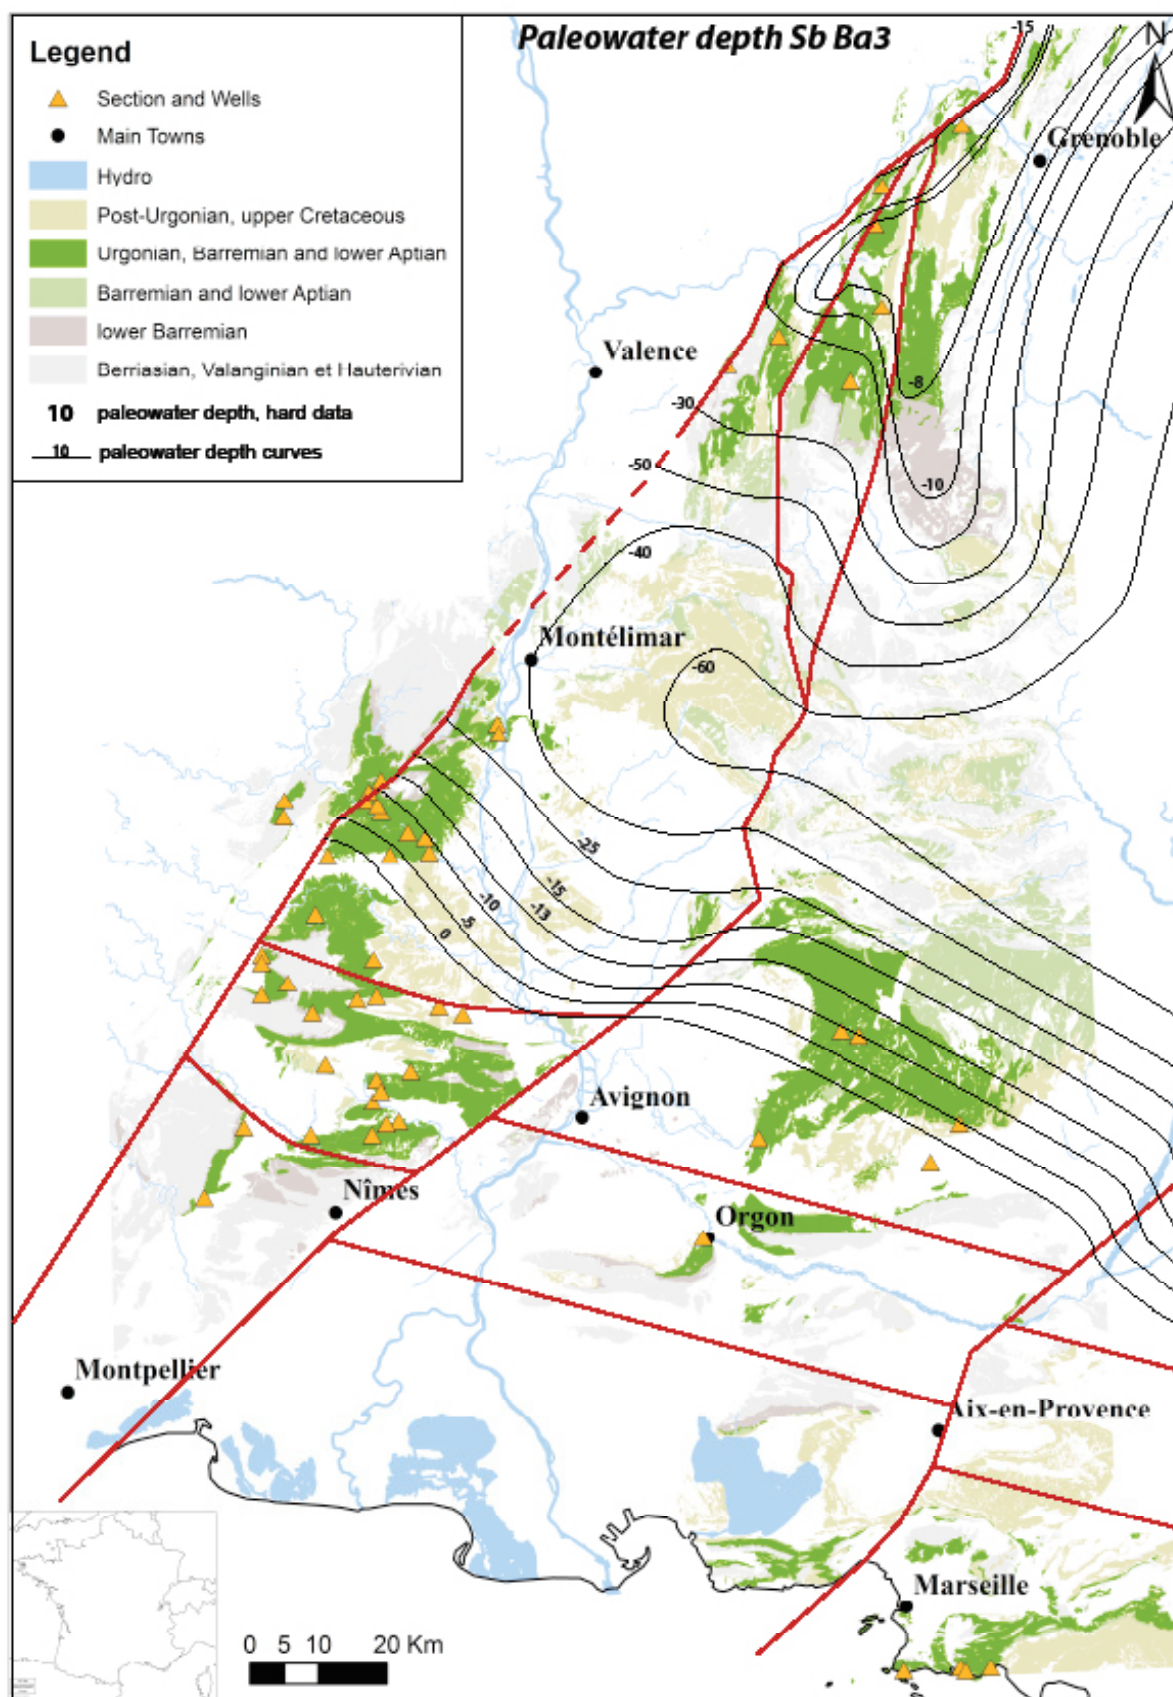 Paleowater depth Sb Ba3
Legend
Section and Wells
Main Towns
Hydro
Post-Urgonian, upper Cretaceous
Urgonian, Barremian and lower Aptian
Barremian and lower Aptian
lower Barremian
Berriasian, Valanginian et Hauterivian
10 paleowater depth, hard data
10 paleowater depth curves
-15
N
Grenoble
Valence
-8
-30
-50
-10
-40
Montélimar
-60
-25
-15
-13
-10
-5
0
Avignon
Nîmes
Orgon
Montpellier
Aix-en-Provence
Marseille
0 5 10 20 Km